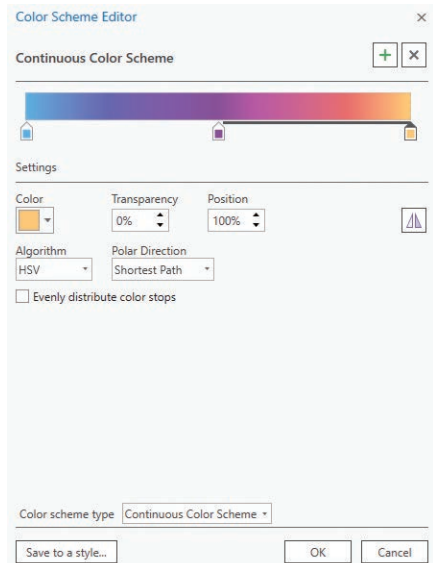 Color Scheme Editor
Continuous Color Scheme
Settings
Color Transparency Position
0% 100%
Algorithm Polar Direction
HSV Shortest Path
Evenly distribute color stops
Color scheme type Continuous Color Scheme
Save to a style... OK Cancel